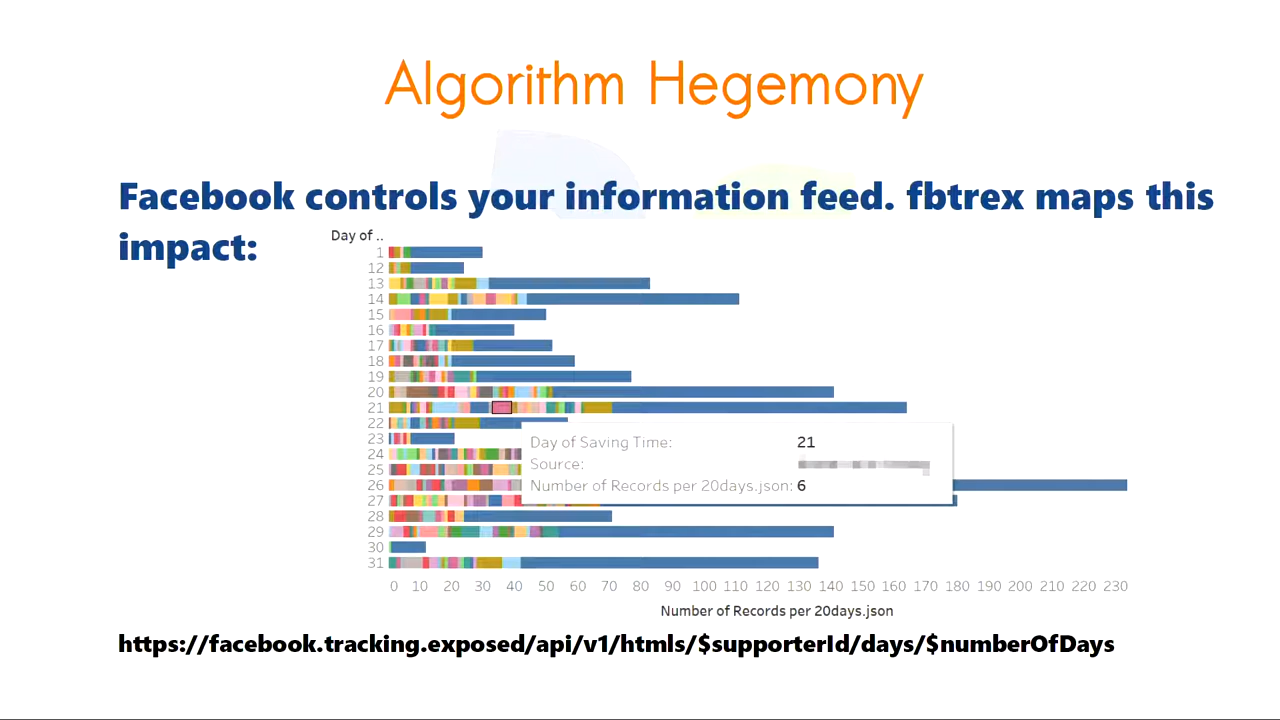 Algorithm Hegemony
Facebook controls your information feed. fbtrex maps this
impact:
Day of ..
1
12
13
14
15
16
17
18
19
20
21
22
23
24
25
26
27
28
29
30
31
Day of Saving Time: 21
Source:
Number of Records per 20days.json: 6
0 10 20 30 40 50 60 70 80 90 100 110 120 130 140 150 160 170 180 190 200 210 220 230
Number of Records per 20days.json
https://facebook.tracking.exposed/api/v1/htmls/$supporterId/days/$numberOfDays